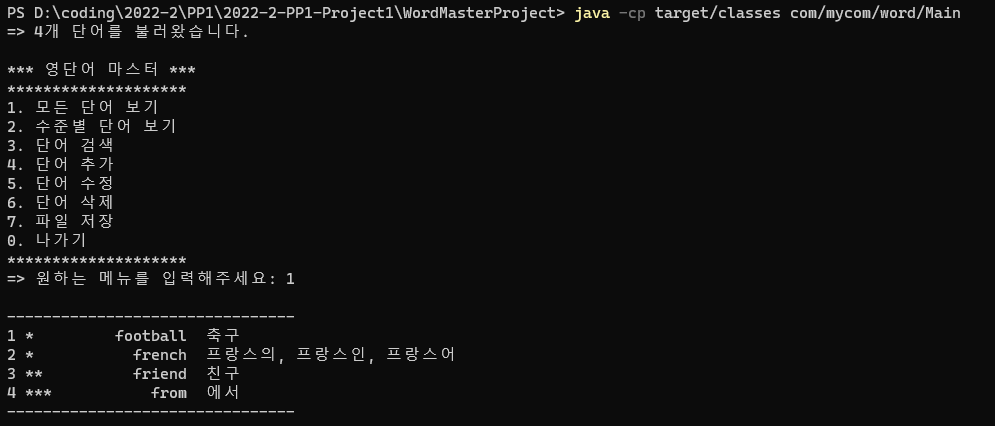 PS D:\coding\2022-2\PP1\2022-2-PP1-Project1\WordMasterProject> java -cp target/classes com/mycom/word/Main
=> 4개 단어를 불러왔습니다.

*** 영단어 마스터 ***
********************
1. 모든 단어 보기
2. 수준별 단어 보기
3. 단어 검색
4. 단어 추가
5. 단어 수정
6. 단어 삭제
7. 파일 저장
0. 나가기
********************
=> 원하는 메뉴를 입력해주세요: 1

--------------------------------
1 *         football  축구
2 *           french  프랑스의, 프랑스인, 프랑스어
3 **          friend  친구
4 ***           from  에서
--------------------------------